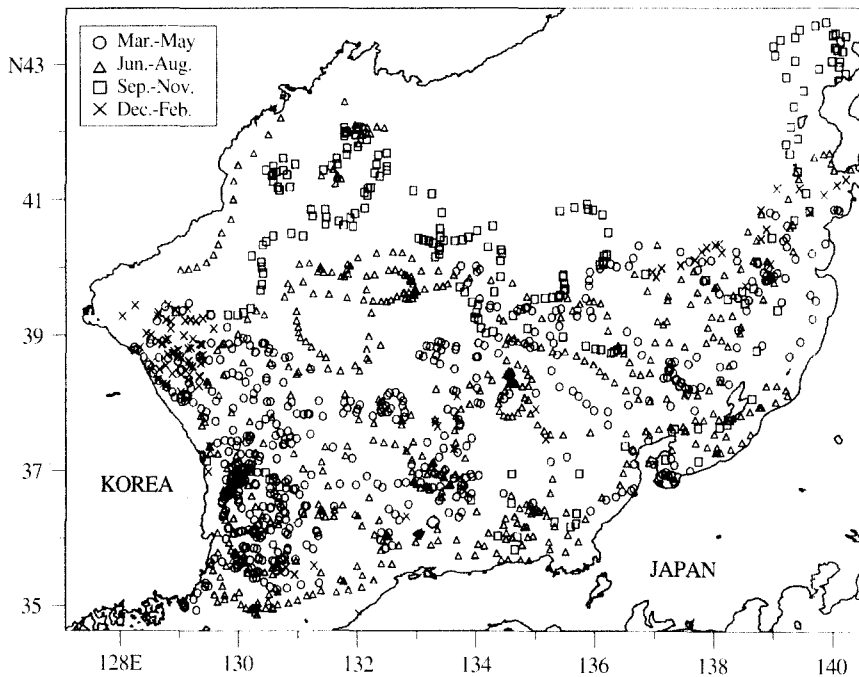 Mar.-May
Jun.-Aug.
Sep.-Nov.
Dec.-Feb.
N43
41
39
37
35
KOREA
JAPAN
128E
130
132
134
136
138
140